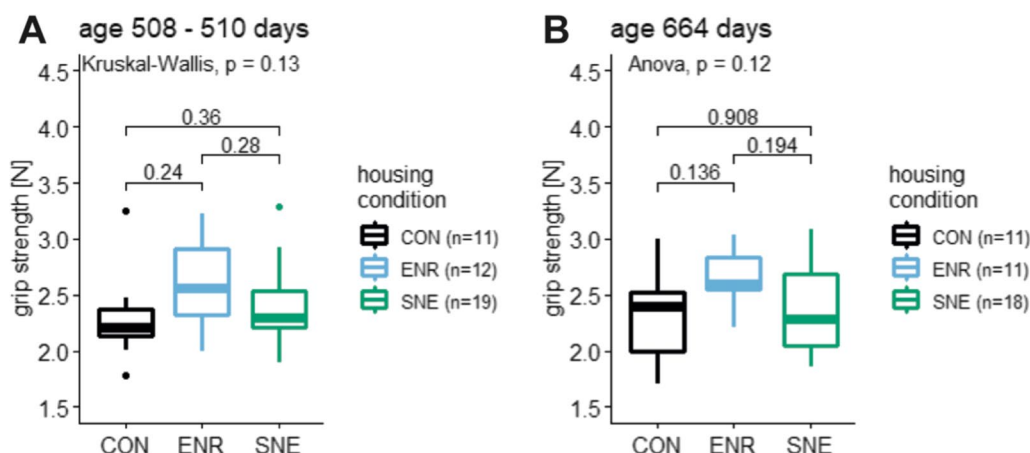 A age 508 - 510 days
Kruskal-Wallis, p = 0.13
4.5
4.0
3.5
3.0
2.5
2.0
1.5
grip strength [N]
0.36
0.28
0.24
CON ENR SNE
housing
condition
CON (n=11)
ENR (n=12)
SNE (n=19)
B age 664 days
Anova, p = 0.12
4.5
4.0
3.5
3.0
2.5
2.0
1.5
grip strength [N]
0.908
0.194
0.136
CON ENR SNE
housing
condition
CON (n=11)
ENR (n=11)
SNE (n=18)